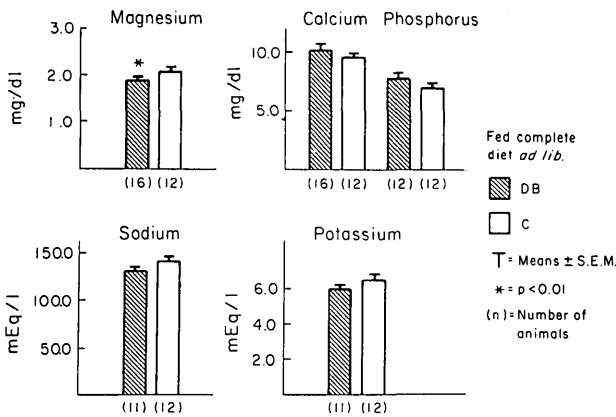 Magnesium
mg/dl
2.0
1.0
*
(16) (12)
Calcium Phosphorus
mg/dl
10.0
5.0
(16) (12) (12) (12)
Sodium
mEq/l
150.0
100.0
50.0
(11) (12)
Potassium
mEq/l
6.0
4.0
2.0
(11) (12)
Fed complete
diet ad lib.
DB
C
T = Means ± S.E.M.
* = p<0.01
(n) = Number of
animals